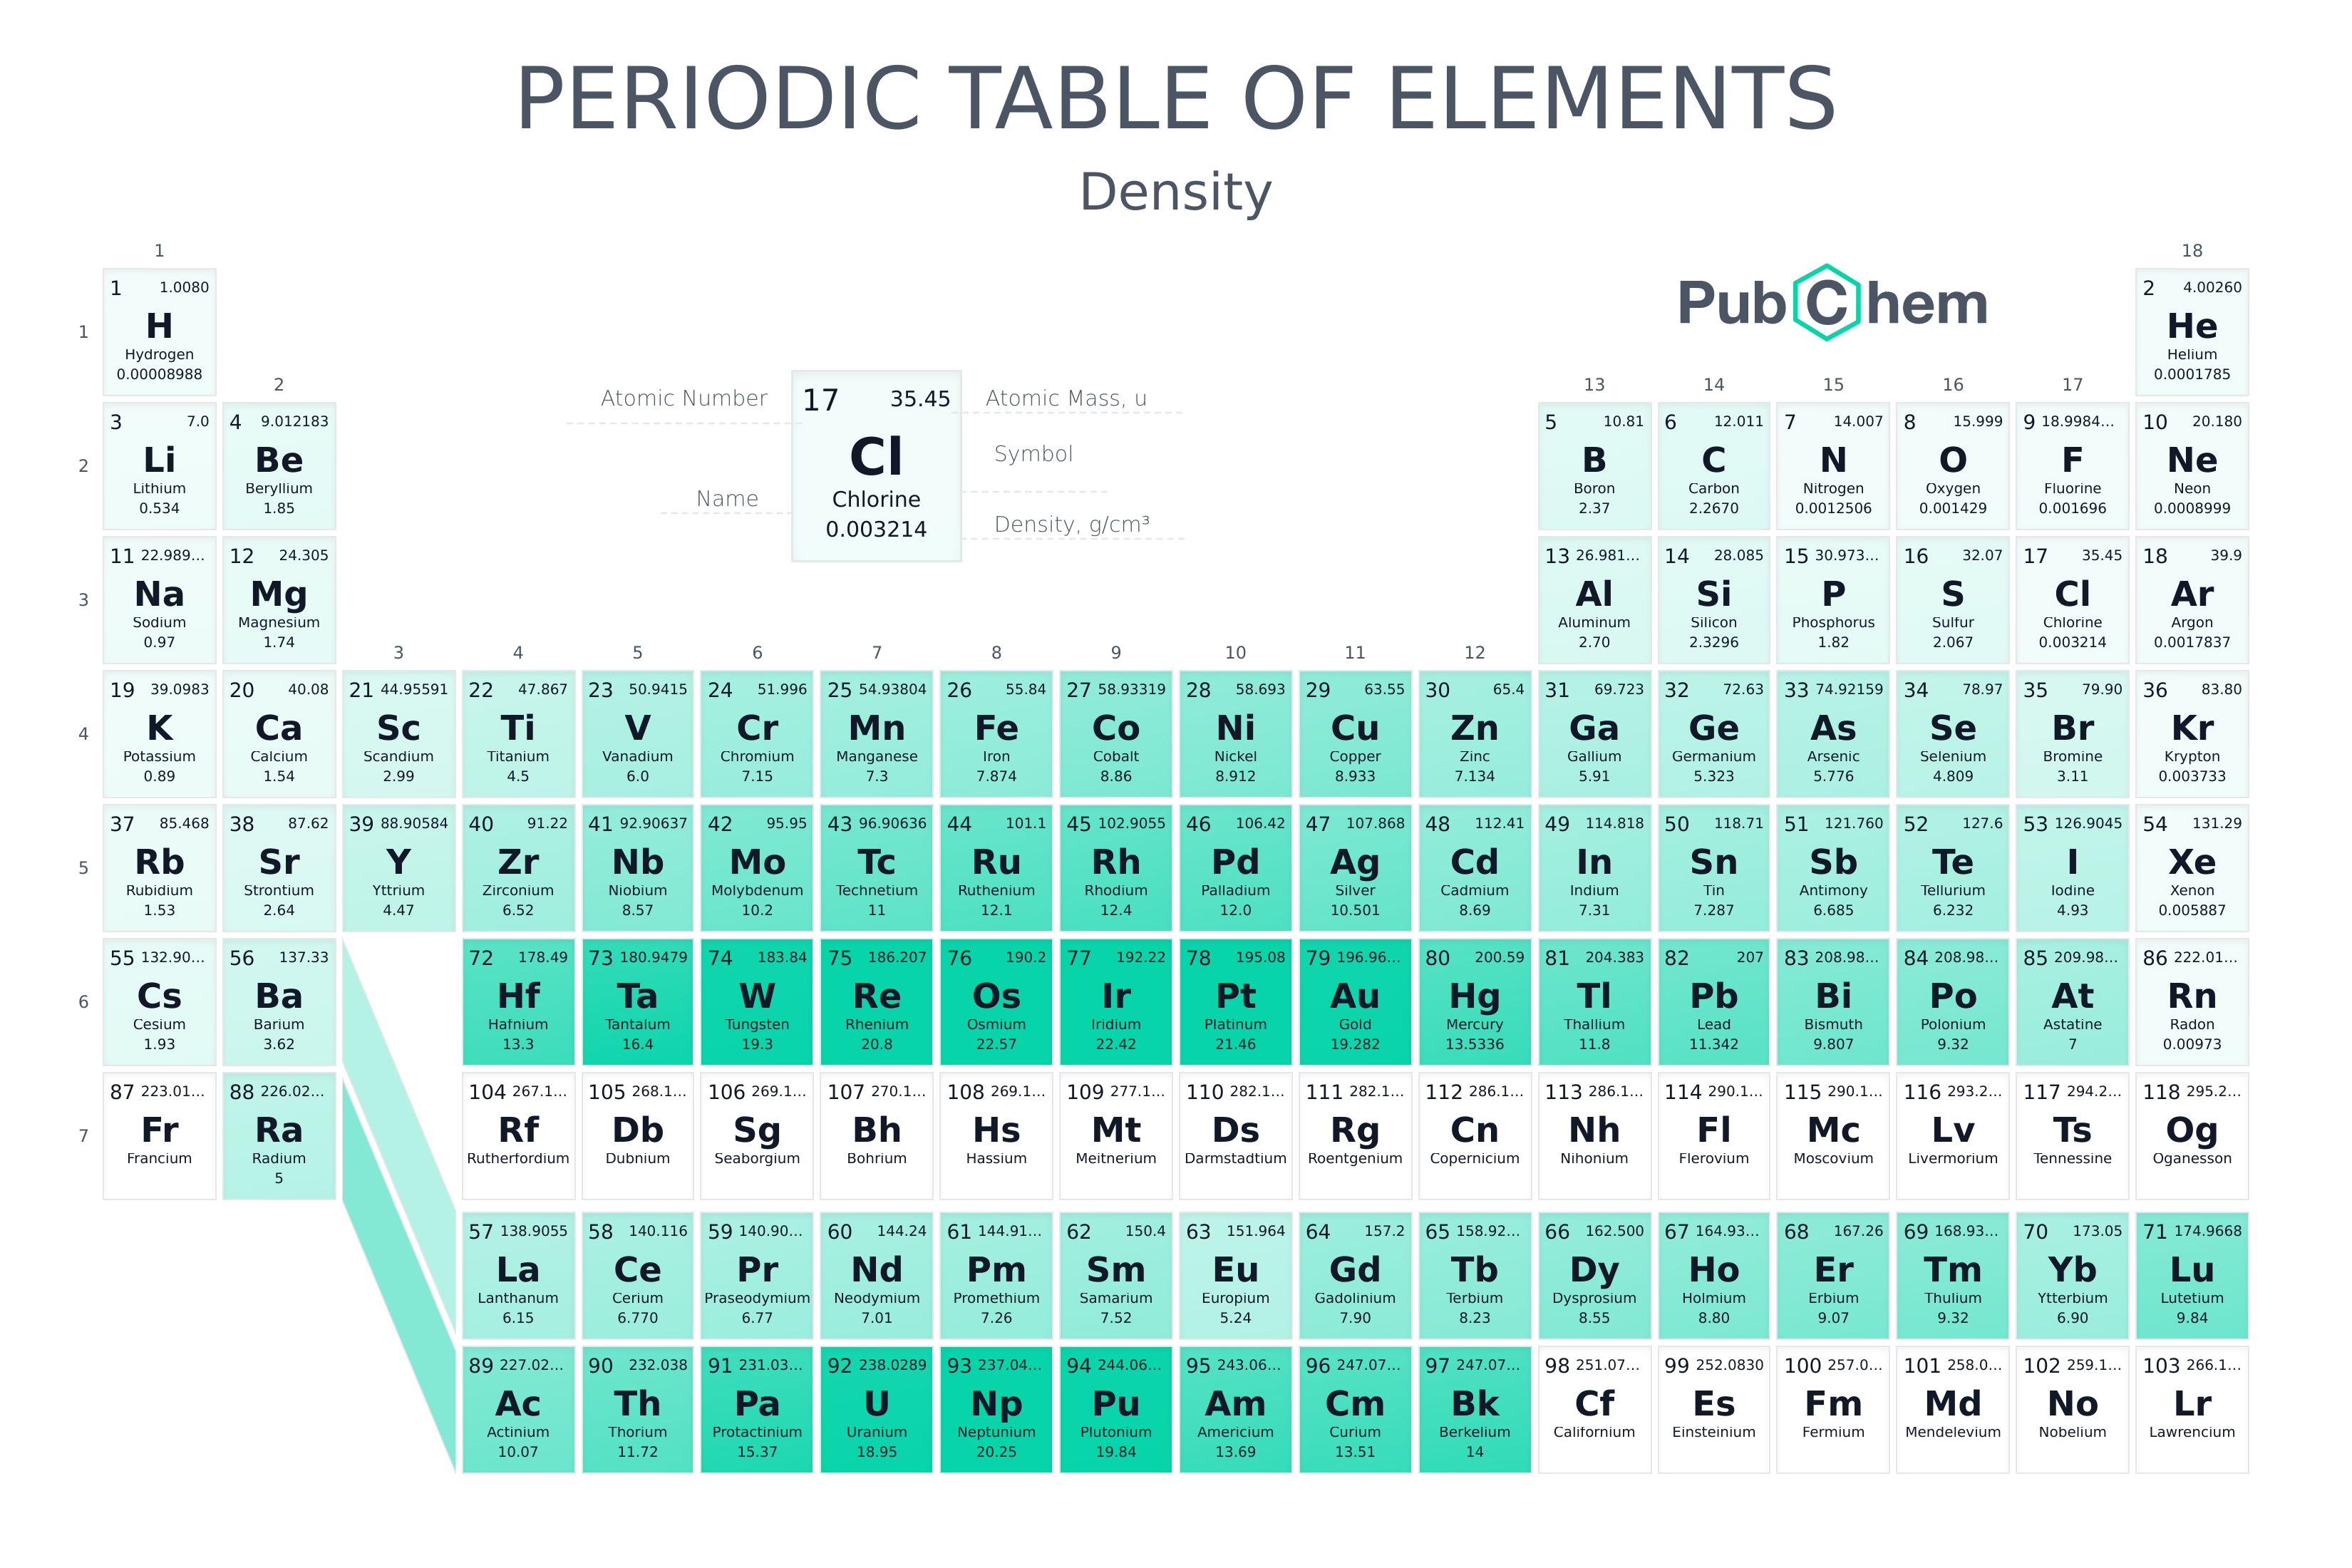 PERIODIC TABLE OF ELEMENTS
Density
1 18
PubChem
1 1.0080 2 4.00260
H He
1
Hydrogen Helium
0.00008988 0.0001785
2 13 14 15 16 17
Atomic Number 17 35.45 Atomic Mass, u
Cl Symbol
Name Chlorine
0.003214 Density, g/cm³
3 7.0 4 9.012183 5 10.81 6 12.011 7 14.007 8 15.999 9 18.9984... 10 20.180
2 Li Be B C N O F Ne
Lithium Beryllium Boron Carbon Nitrogen Oxygen Fluorine Neon
0.534 1.85 2.37 2.2670 0.0012506 0.001429 0.001696 0.0008999
11 22.989... 12 24.305 13 26.981... 14 28.085 15 30.973... 16 32.07 17 35.45 18 39.9
3 Na Mg Al Si P S Cl Ar
Sodium Magnesium Aluminum Silicon Phosphorus Sulfur Chlorine Argon
0.97 1.74 2.70 2.3296 1.82 2.067 0.003214 0.0017837
3 4 5 6 7 8 9 10 11 12
19 39.0983 20 40.08 21 44.95591 22 47.867 23 50.9415 24 51.996 25 54.93804 26 55.84 27 58.93319 28 58.693 29 63.55 30 65.4 31 69.723 32 72.63 33 74.92159 34 78.97 35 79.90 36 83.80
4 K Ca Sc Ti V Cr Mn Fe Co Ni Cu Zn Ga Ge As Se Br Kr
Potassium Calcium Scandium Titanium Vanadium Chromium Manganese Iron Cobalt Nickel Copper Zinc Gallium Germanium Arsenic Selenium Bromine Krypton
0.89 1.54 2.99 4.5 6.0 7.15 7.3 7.874 8.86 8.912 8.933 7.134 5.91 5.323 5.776 4.809 3.11 0.003733
37 85.468 38 87.62 39 88.90584 40 91.22 41 92.90637 42 95.95 43 96.90636 44 101.1 45 102.9055 46 106.42 47 107.868 48 112.41 49 114.818 50 118.71 51 121.760 52 127.6 53 126.9045 54 131.29
5 Rb Sr Y Zr Nb Mo Tc Ru Rh Pd Ag Cd In Sn Sb Te I Xe
Rubidium Strontium Yttrium Zirconium Niobium Molybdenum Technetium Ruthenium Rhodium Palladium Silver Cadmium Indium Tin Antimony Tellurium Iodine Xenon
1.53 2.64 4.47 6.52 8.57 10.2 11 12.1 12.4 12.0 10.501 8.69 7.31 7.287 6.685 6.232 4.93 0.005887
55 132.90... 56 137.33 72 178.49 73 180.9479 74 183.84 75 186.207 76 190.2 77 192.22 78 195.08 79 196.96... 80 200.59 81 204.383 82 207 83 208.98... 84 208.98... 85 209.98... 86 222.01...
6 Cs Ba Hf Ta W Re Os Ir Pt Au Hg Tl Pb Bi Po At Rn
Cesium Barium Hafnium Tantalum Tungsten Rhenium Osmium Iridium Platinum Gold Mercury Thallium Lead Bismuth Polonium Astatine Radon
1.93 3.62 13.3 16.4 19.3 20.8 22.57 22.42 21.46 19.282 13.5336 11.8 11.342 9.807 9.32 7 0.00973
87 223.01... 88 226.02... 104 267.1... 105 268.1... 106 269.1... 107 270.1... 108 269.1... 109 277.1... 110 282.1... 111 282.1... 112 286.1... 113 286.1... 114 290.1... 115 290.1... 116 293.2... 117 294.2... 118 295.2...
7 Fr Ra Rf Db Sg Bh Hs Mt Ds Rg Cn Nh Fl Mc Lv Ts Og
Francium Radium Rutherfordium Dubnium Seaborgium Bohrium Hassium Meitnerium Darmstadtium Roentgenium Copernicium Nihonium Flerovium Moscovium Livermorium Tennessine Oganesson
5
57 138.9055 58 140.116 59 140.90... 60 144.24 61 144.91... 62 150.4 63 151.964 64 157.2 65 158.92... 66 162.500 67 164.93... 68 167.26 69 168.93... 70 173.05 71 174.9668
La Ce Pr Nd Pm Sm Eu Gd Tb Dy Ho Er Tm Yb Lu
Lanthanum Cerium Praseodymium Neodymium Promethium Samarium Europium Gadolinium Terbium Dysprosium Holmium Erbium Thulium Ytterbium Lutetium
6.15 6.770 6.77 7.01 7.26 7.52 5.24 7.90 8.23 8.55 8.80 9.07 9.32 6.90 9.84
89 227.02... 90 232.038 91 231.03... 92 238.0289 93 237.04... 94 244.06... 95 243.06... 96 247.07... 97 247.07... 98 251.07... 99 252.0830 100 257.0... 101 258.0... 102 259.1... 103 266.1...
Ac Th Pa U Np Pu Am Cm Bk Cf Es Fm Md No Lr
Actinium Thorium Protactinium Uranium Neptunium Plutonium Americium Curium Berkelium Californium Einsteinium Fermium Mendelevium Nobelium Lawrencium
10.07 11.72 15.37 18.95 20.25 19.84 13.69 13.51 14